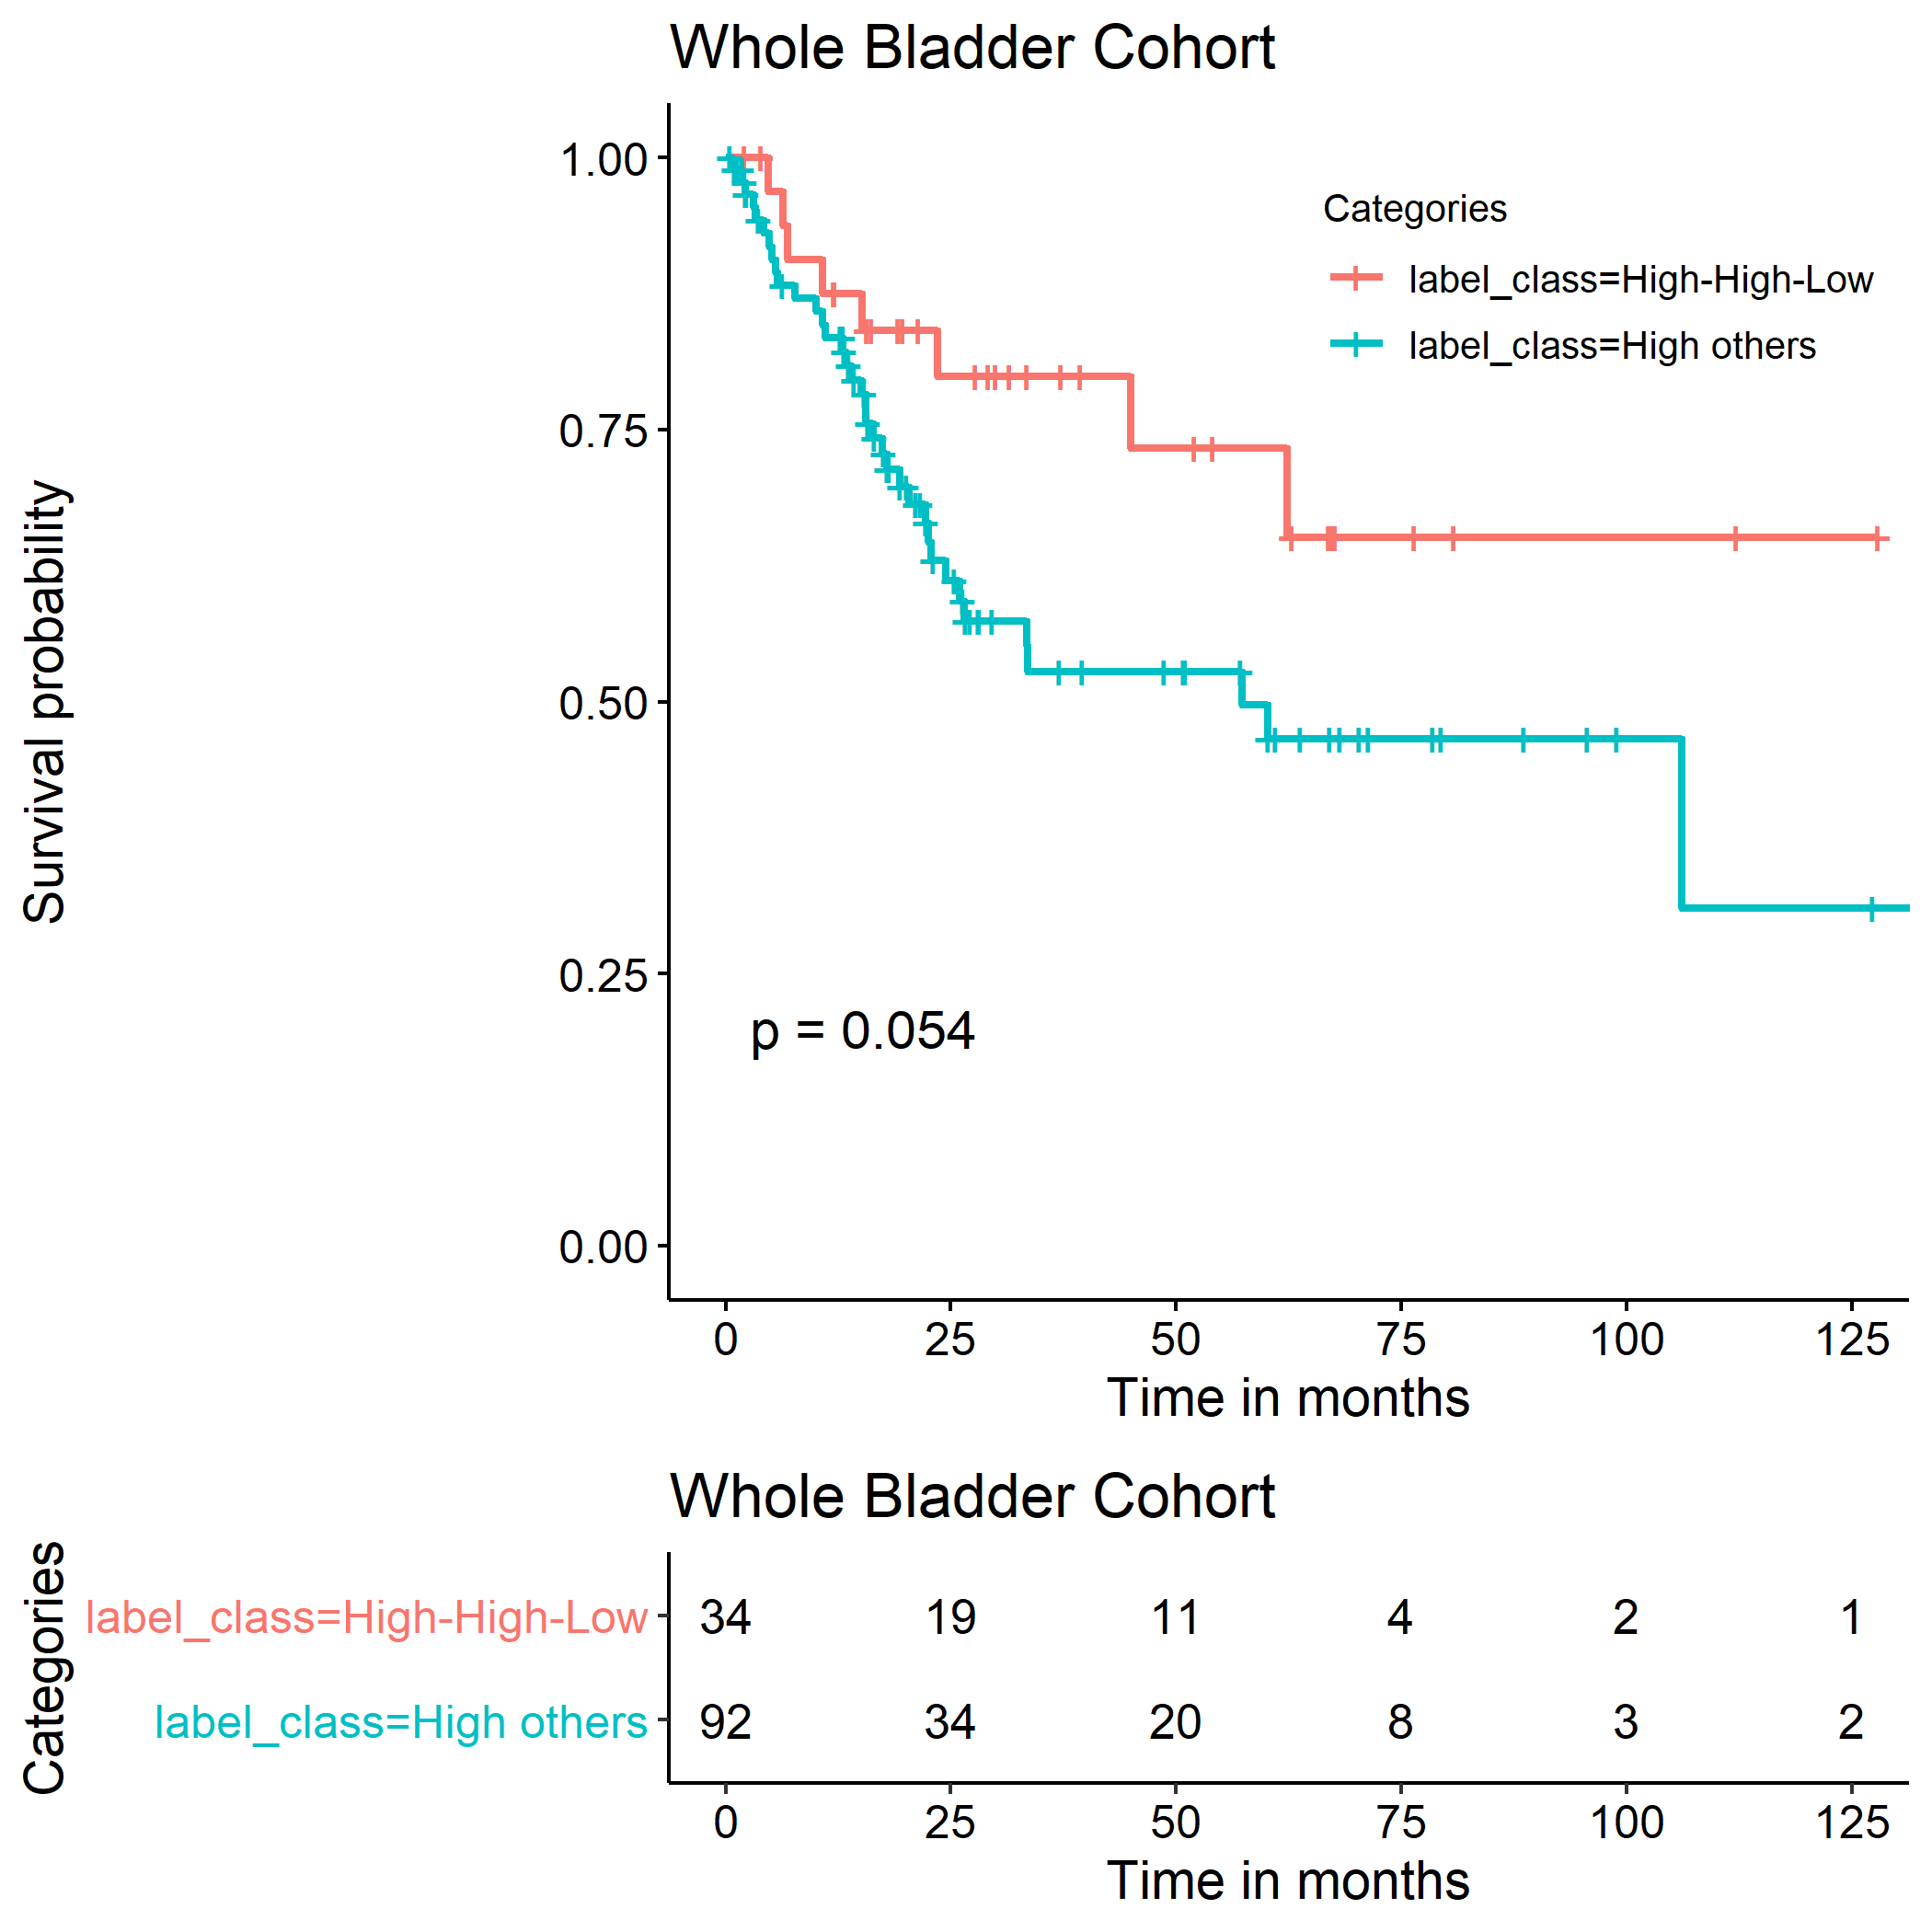 Whole Bladder Cohort
Survival probability
1.00
0.75
0.50
0.25
0.00
Categories
label_class=High-High-Low
label_class=High others
p = 0.054
0 25 50 75 100 125
Time in months
Whole Bladder Cohort
Categories
label_class=High-High-Low 34 19 11 4 2 1
label_class=High others 92 34 20 8 3 2
0 25 50 75 100 125
Time in months